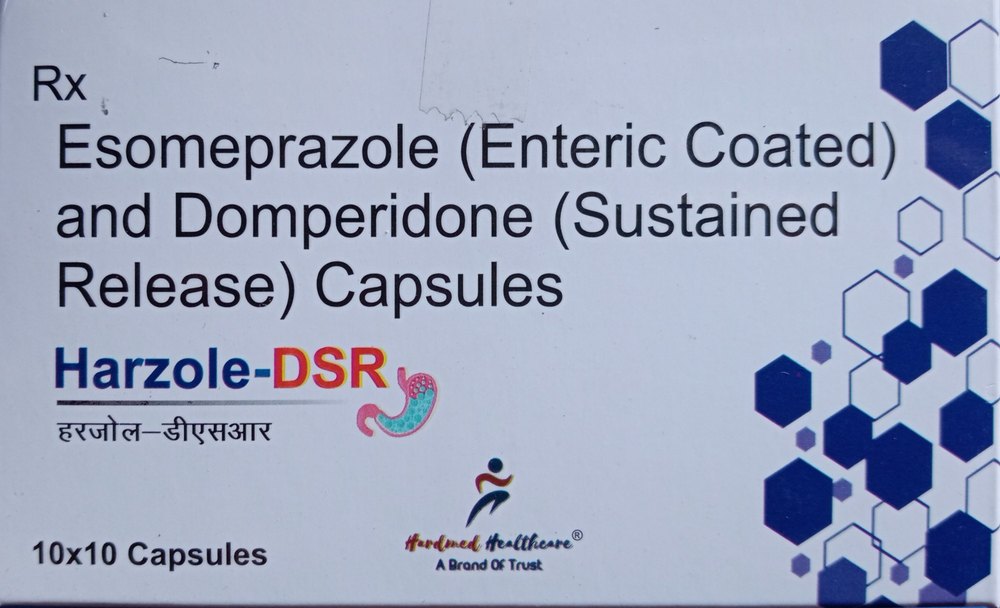 Rx
Esomeprazole (Enteric Coated)
and Domperidone (Sustained
Release) Capsules
Harzole-DSR
हरजोल–डीएसआर
10x10 Capsules
Hardmed Healthcare®
A Brand Of Trust